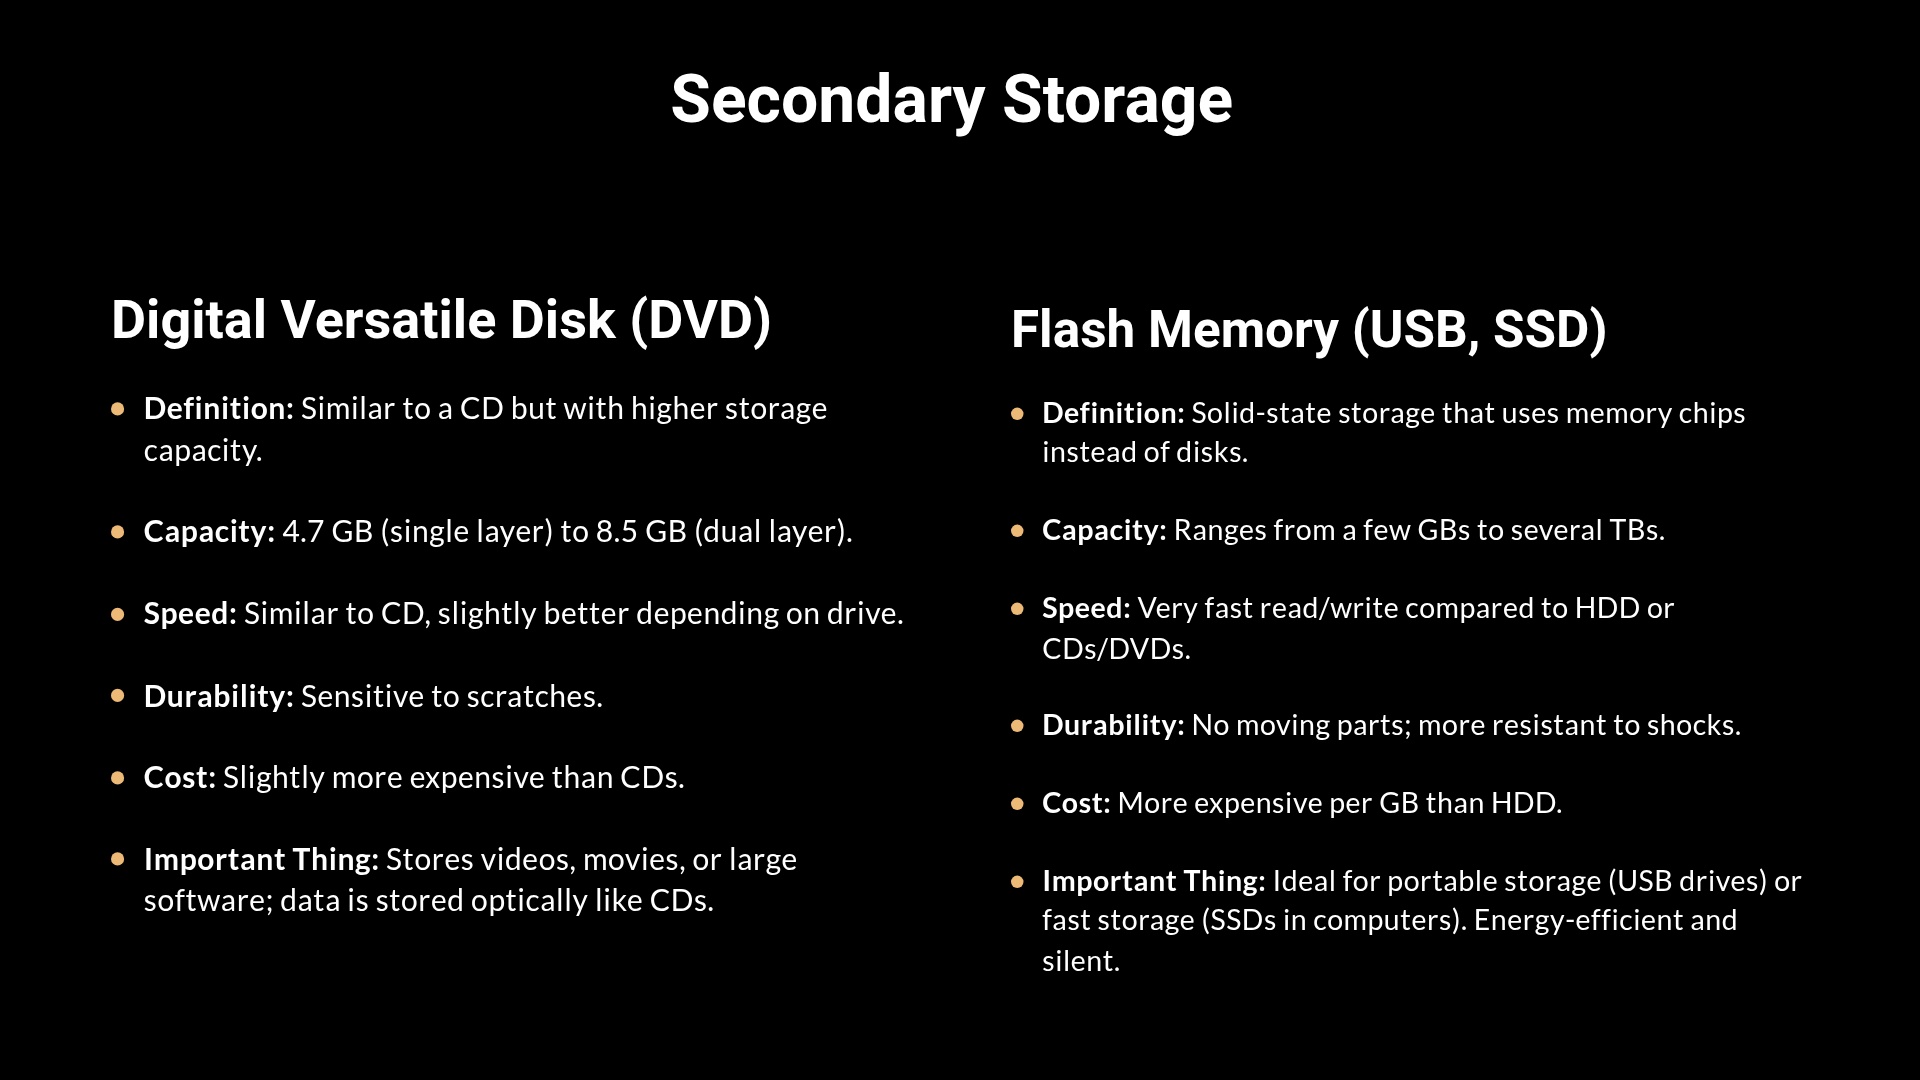 Secondary Storage
Digital Versatile Disk (DVD)
Definition: Similar to a CD but with higher storage
capacity.
Capacity: 4.7 GB (single layer) to 8.5 GB (dual layer).
Speed: Similar to CD, slightly better depending on drive.
Durability: Sensitive to scratches.
Cost: Slightly more expensive than CDs.
Important Thing: Stores videos, movies, or large
software; data is stored optically like CDs.
Flash Memory (USB, SSD)
Definition: Solid-state storage that uses memory chips
instead of disks.
Capacity: Ranges from a few GBs to several TBs.
Speed: Very fast read/write compared to HDD or
CDs/DVDs.
Durability: No moving parts; more resistant to shocks.
Cost: More expensive per GB than HDD.
Important Thing: Ideal for portable storage (USB drives) or
fast storage (SSDs in computers). Energy-efficient and
silent.